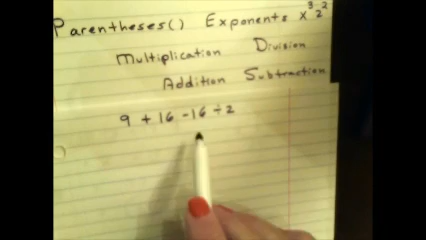 Parentheses () Exponents x³ 2²
Multiplication Division
Addition Subtraction
9 + 16 - 16 ÷ 2